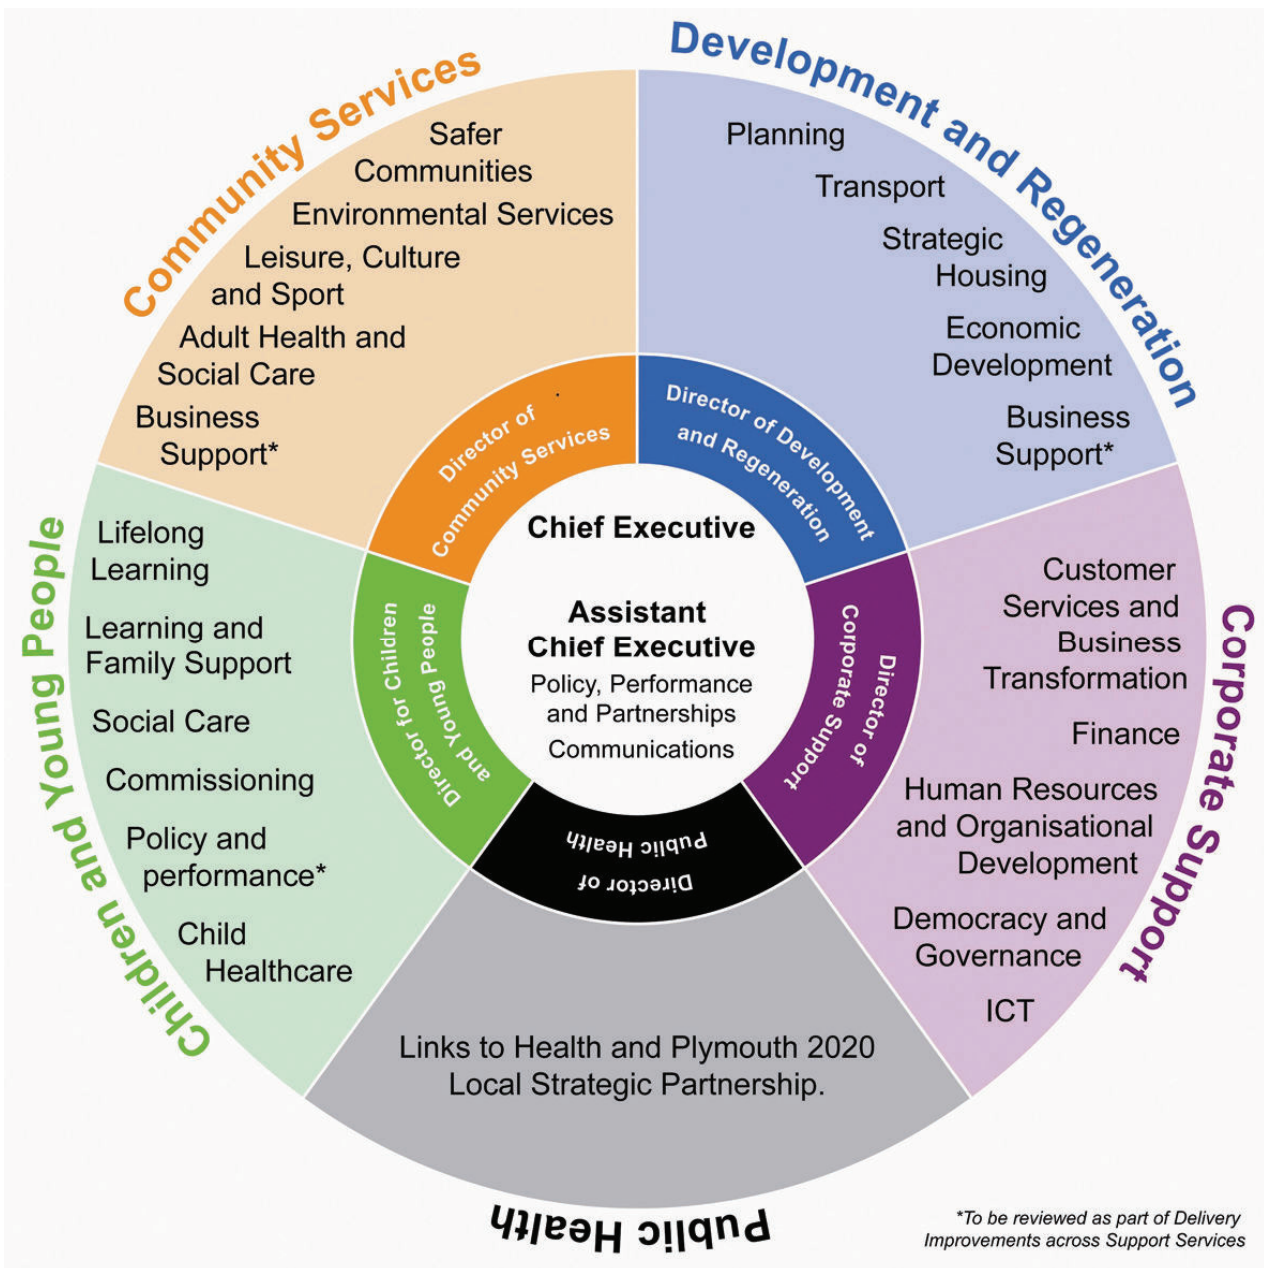 Community Services
Safer
Communities
Environmental Services
Leisure, Culture
and Sport
Adult Health and
Social Care
Business
Support*
Director of
Community Services
Development and Regeneration
Planning
Transport
Strategic
Housing
Economic
Development
Business
Support*
Director of Development
and Regeneration
Chief Executive
Assistant
Chief Executive
Policy, Performance
and Partnerships
Communications
Children and Young People
Lifelong
Learning
Learning and
Family Support
Social Care
Commissioning
Policy and
performance*
Child
Healthcare
Director for Children
and Young People
Corporate Support
Customer
Services and
Business
Transformation
Finance
Human Resources
and Organisational
Development
Democracy and
Governance
ICT
Director of
Corporate Support
Director of
Public Health
Links to Health and Plymouth 2020
Local Strategic Partnership.
Public Health
*To be reviewed as part of Delivery
Improvements across Support Services